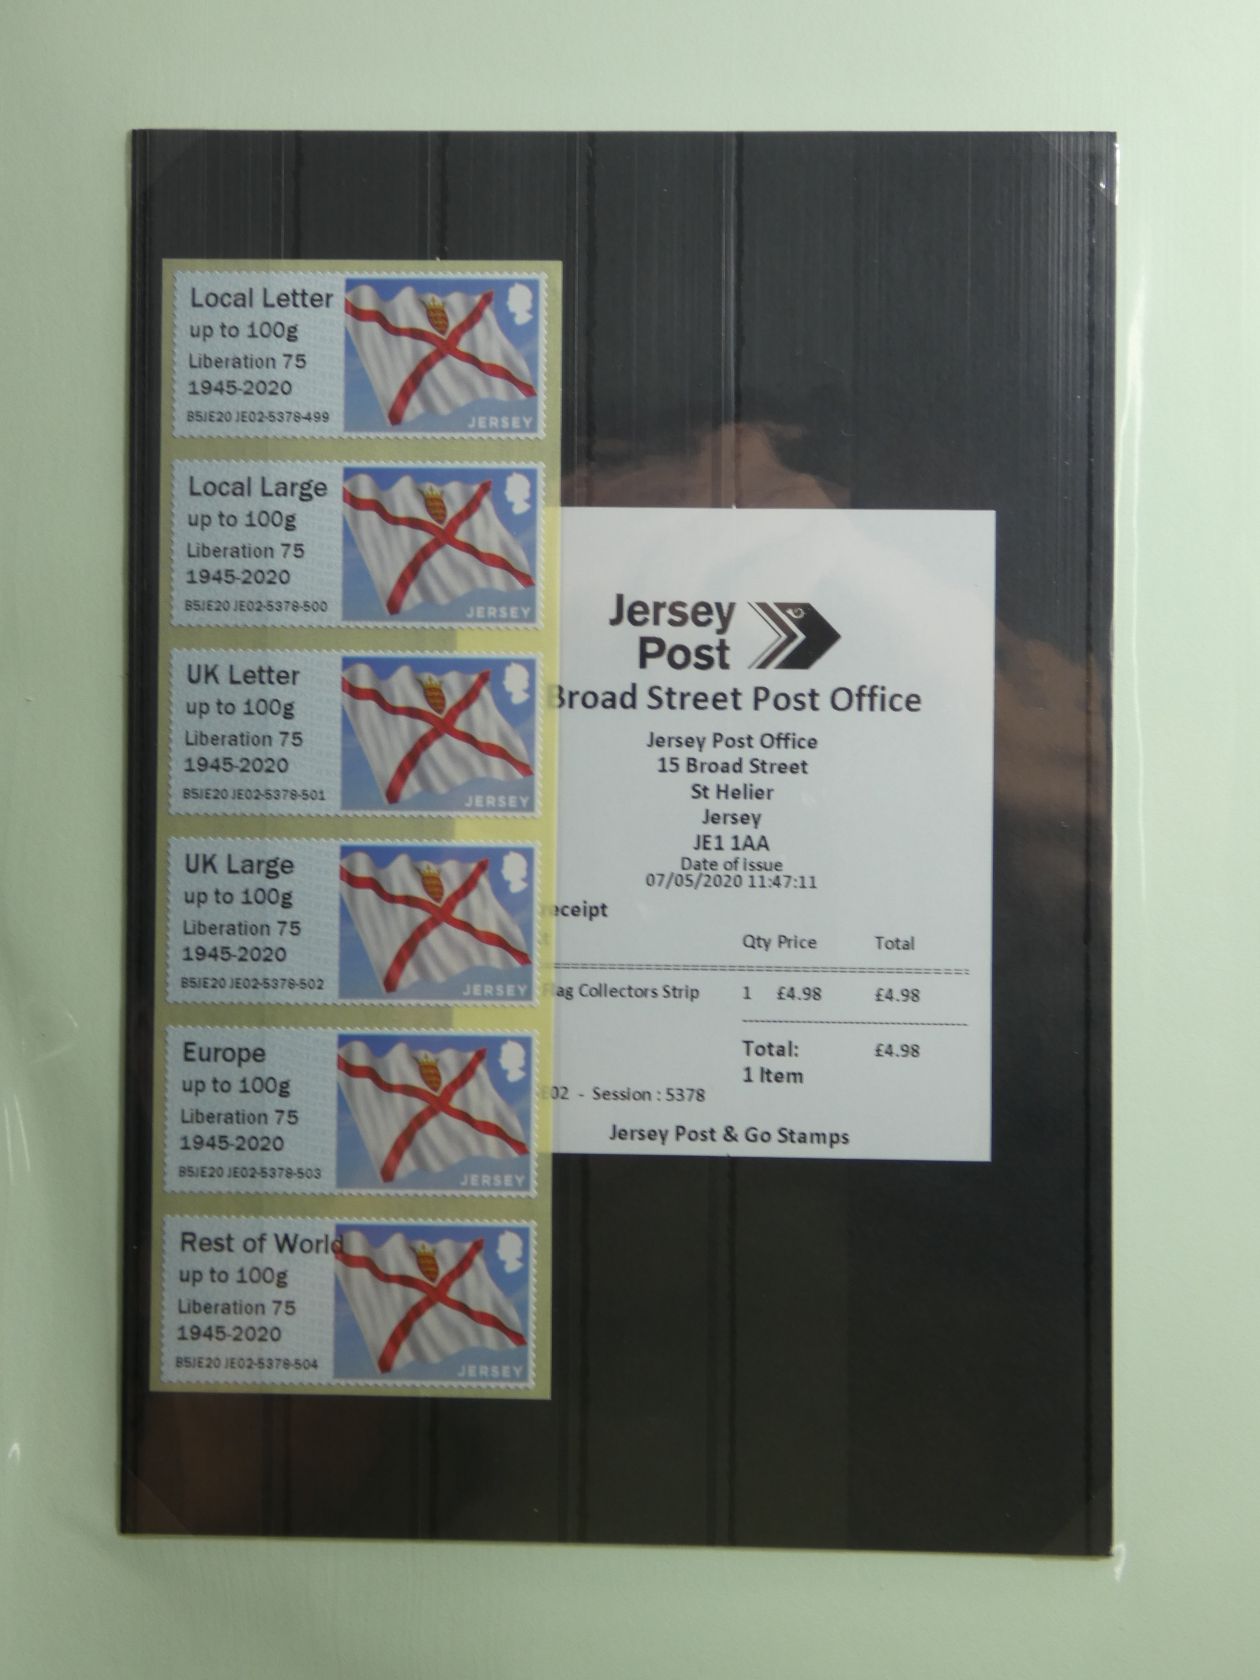 Local Letter
up to 100g
Liberation 75
1945-2020
B5JE20 JE02-5378-499
JERSEY
Local Large
up to 100g
Liberation 75
1945-2020
B5JE20 JE02-5378-500
JERSEY
UK Letter
up to 100g
Liberation 75
1945-2020
B5JE20 JE02-5378-501
JERSEY
UK Large
up to 100g
Liberation 75
1945-2020
B5JE20 JE02-5378-502
JERSEY
Europe
up to 100g
Liberation 75
1945-2020
B5JE20 JE02-5378-503
JERSEY
Rest of World
up to 100g
Liberation 75
1945-2020
B5JE20 JE02-5378-504
JERSEY
Jersey
Post
Broad Street Post Office
Jersey Post Office
15 Broad Street
St Helier
Jersey
JE1 1AA
Date of issue
07/05/2020 11:47:11
receipt
Qty Price Total
Flag Collectors Strip 1 £4.98 £4.98
Total: £4.98
1 Item
E02 - Session : 5378
Jersey Post & Go Stamps